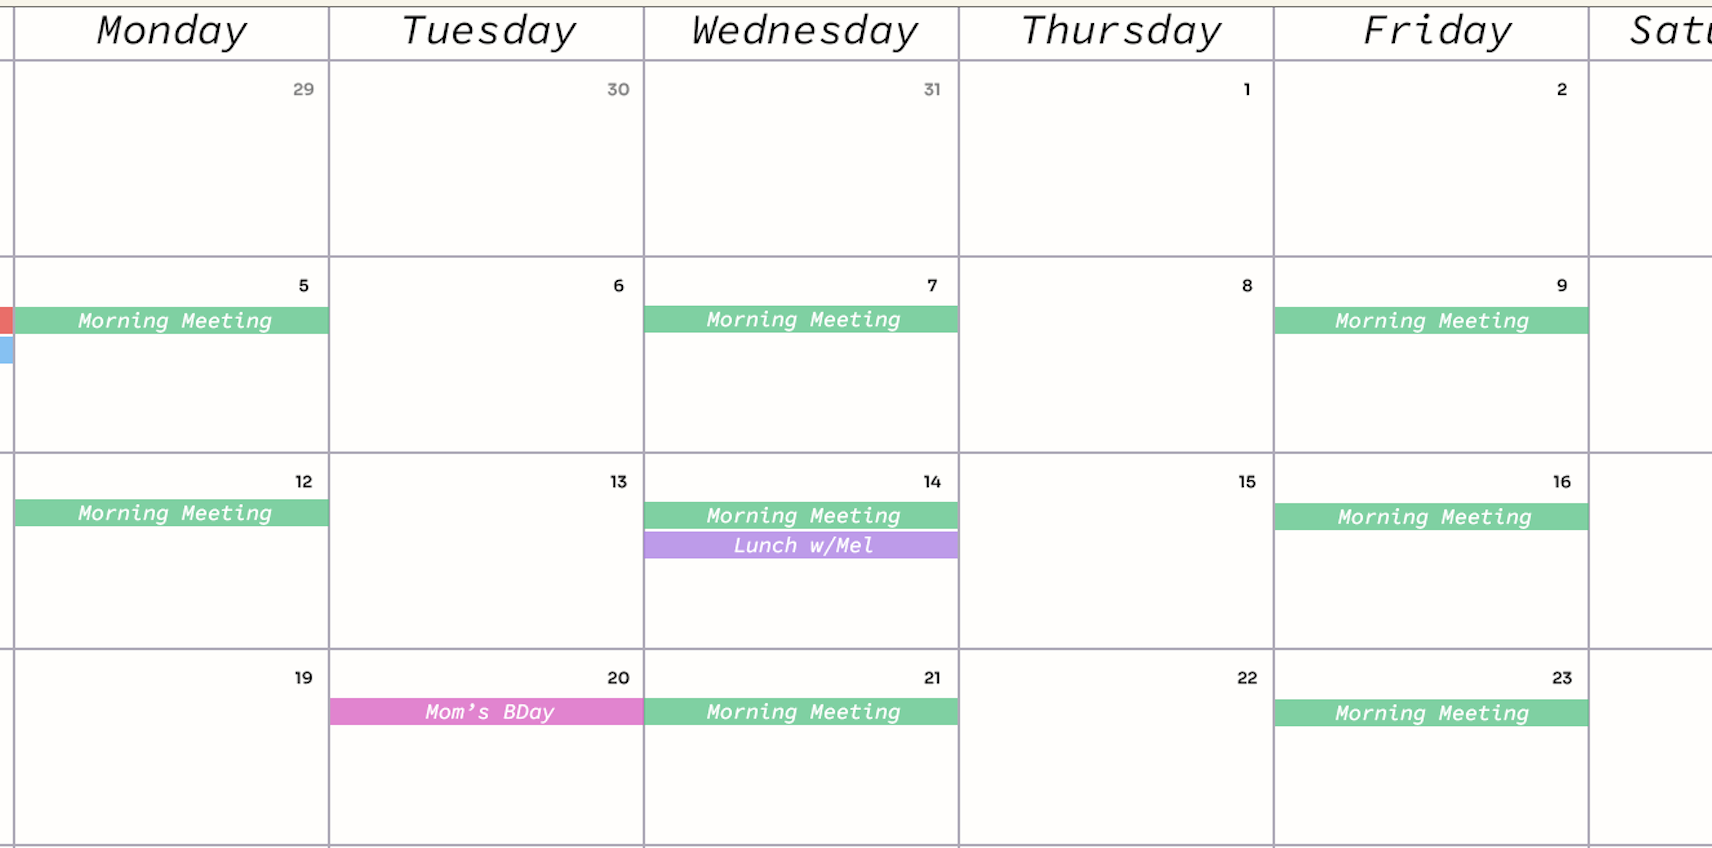 Monday Tuesday Wednesday Thursday Friday Satu
29 30 31 1 2
5 6 7 8 9
Morning Meeting Morning Meeting Morning Meeting
12 13 14 15 16
Morning Meeting Morning Meeting Morning Meeting
Lunch w/Mel
19 20 21 22 23
Mom’s BDay Morning Meeting Morning Meeting